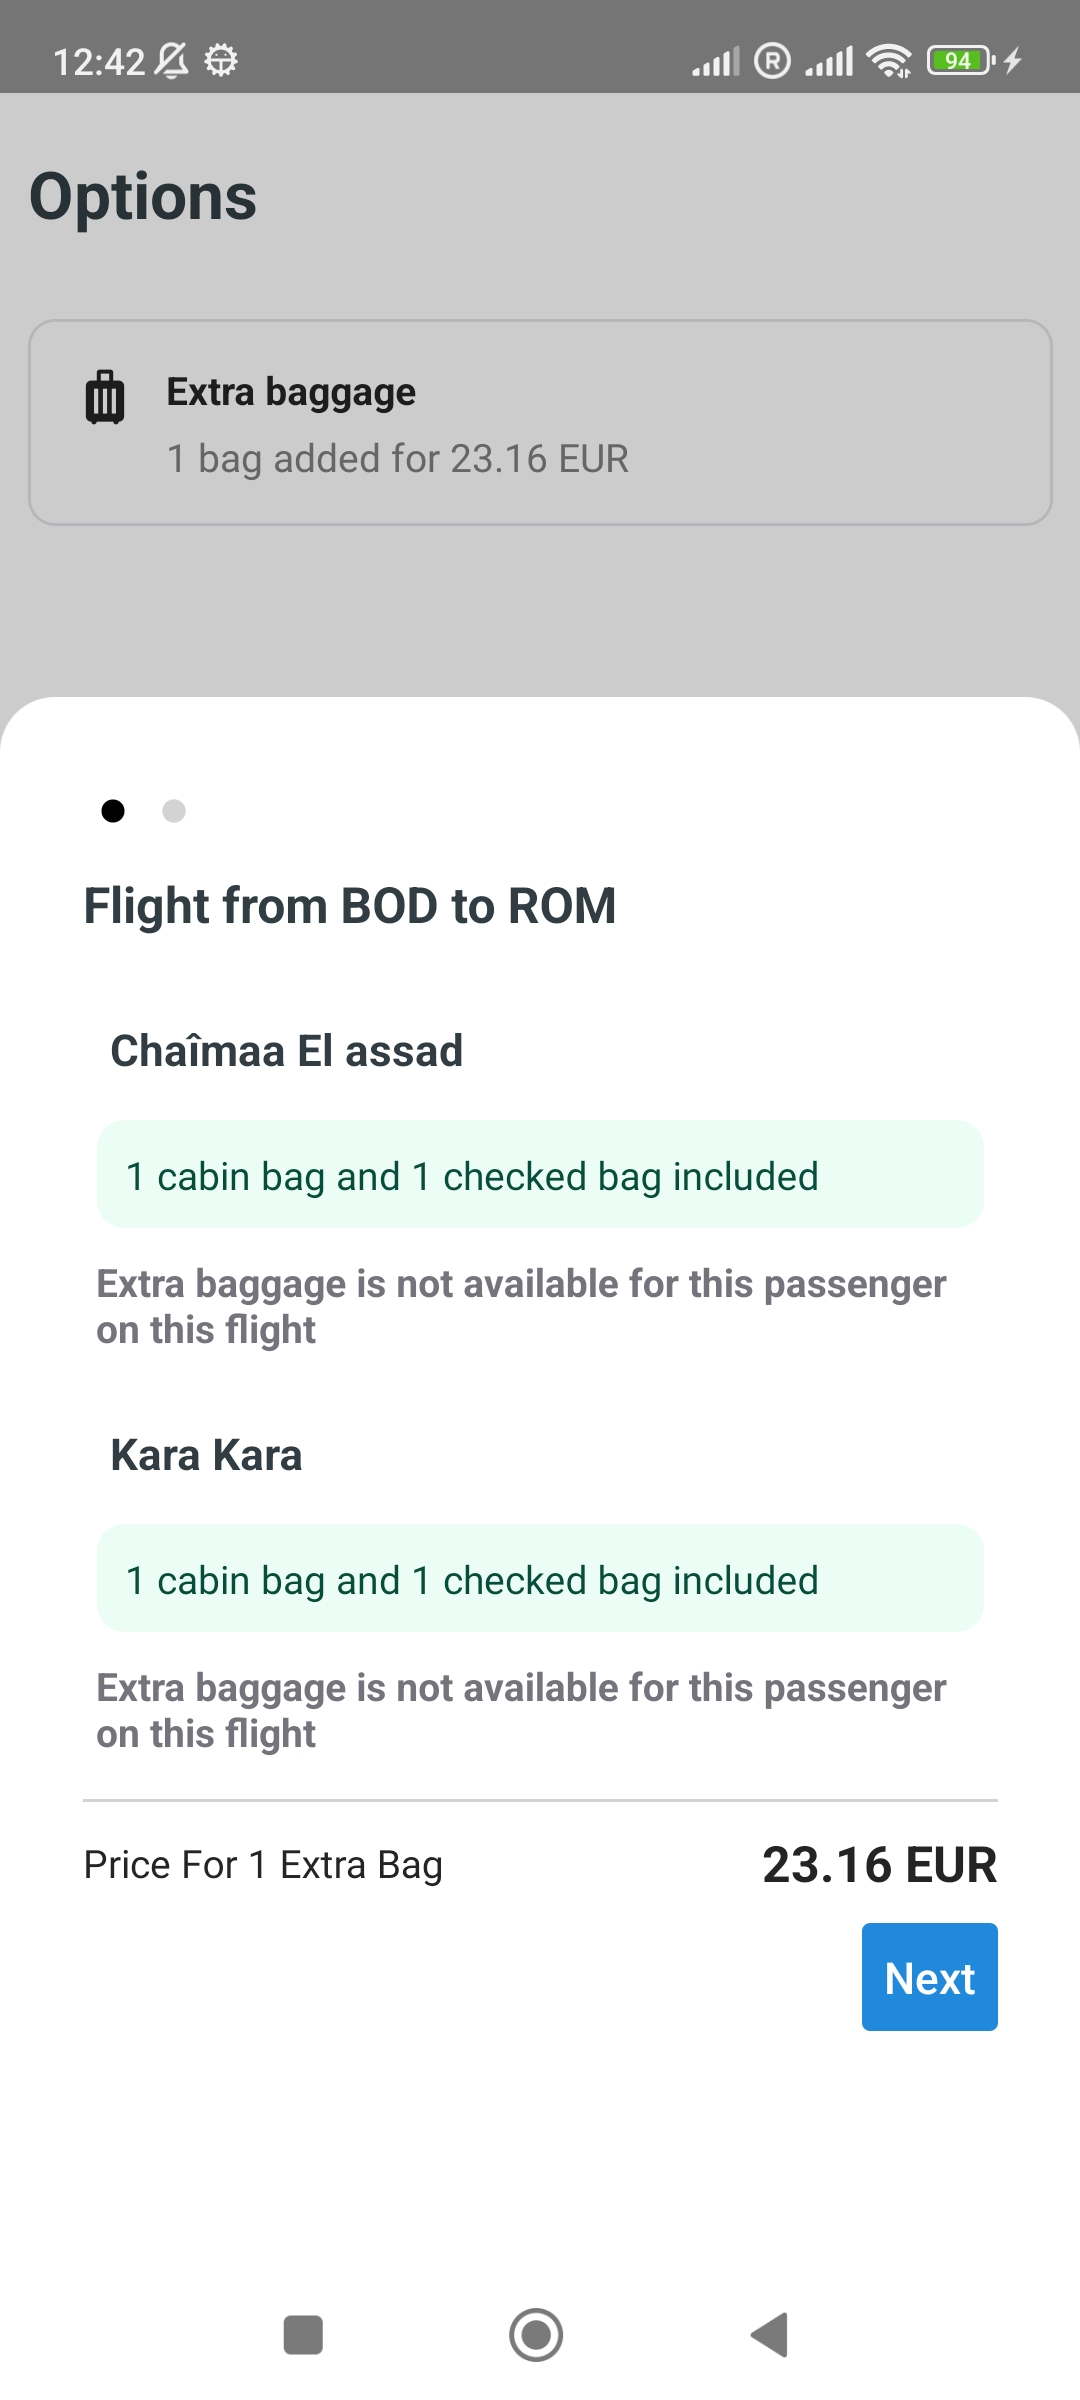 12:42
R
94
Options
Extra baggage
1 bag added for 23.16 EUR
Flight from BOD to ROM
Chaîmaa El assad
1 cabin bag and 1 checked bag included
Extra baggage is not available for this passenger
on this flight
Kara Kara
1 cabin bag and 1 checked bag included
Extra baggage is not available for this passenger
on this flight
Price For 1 Extra Bag 23.16 EUR
Next